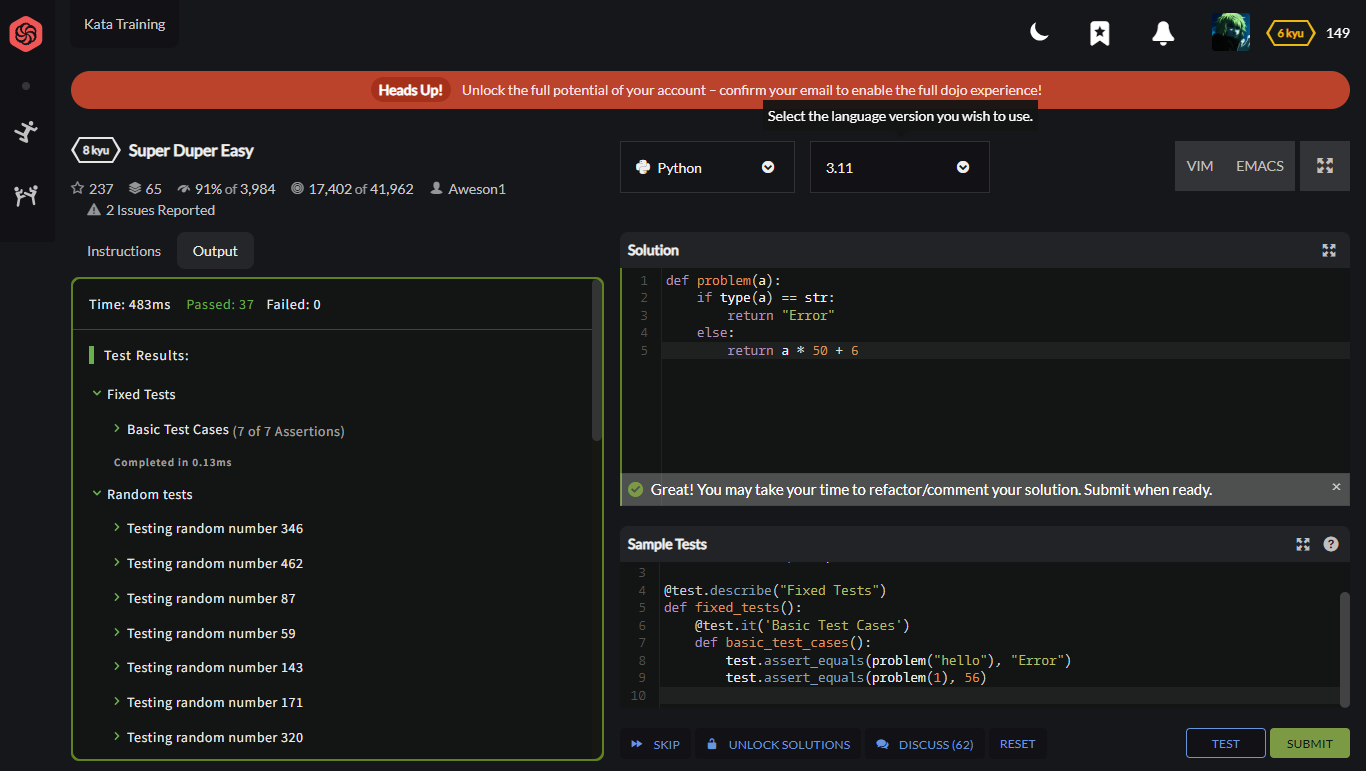 Kata Training
6 kyu 149
Heads Up! Unlock the full potential of your account – confirm your email to enable the full dojo experience!
Select the language version you wish to use.
8 kyu Super Duper Easy
237 65 91% of 3,984 17,402 of 41,962 Aweson1
2 Issues Reported
Python 3.11 VIM EMACS
Instructions Output
Time: 483ms Passed: 37 Failed: 0
Test Results:
Fixed Tests
Basic Test Cases (7 of 7 Assertions)
Completed in 0.13ms
Random tests
Testing random number 346
Testing random number 462
Testing random number 87
Testing random number 59
Testing random number 143
Testing random number 171
Testing random number 320
Solution
1 def problem(a):
2     if type(a) == str:
3         return "Error"
4     else:
5         return a * 50 + 6
Great! You may take your time to refactor/comment your solution. Submit when ready. ×
Sample Tests ?
3
4 @test.describe("Fixed Tests")
5 def fixed_tests():
6     @test.it('Basic Test Cases')
7     def basic_test_cases():
8         test.assert_equals(problem("hello"), "Error")
9         test.assert_equals(problem(1), 56)
10
SKIP UNLOCK SOLUTIONS DISCUSS (62) RESET TEST SUBMIT